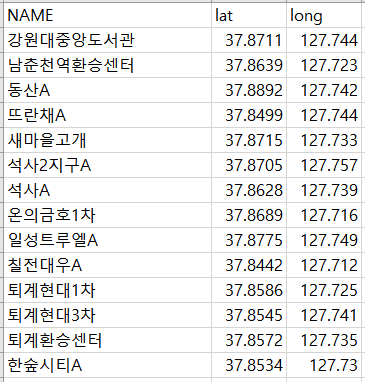 NAME lat long
강원대중앙도서관 37.8711 127.744
남춘천역환승센터 37.8639 127.723
동산A 37.8892 127.742
뜨란채A 37.8499 127.744
새마을고개 37.8715 127.733
석사2지구A 37.8705 127.757
석사A 37.8628 127.739
온의금호1차 37.8689 127.716
일성트루엘A 37.8775 127.749
칠전대우A 37.8442 127.712
퇴계현대1차 37.8586 127.725
퇴계현대3차 37.8545 127.741
퇴계환승센터 37.8572 127.735
한숲시티A 37.8534 127.73